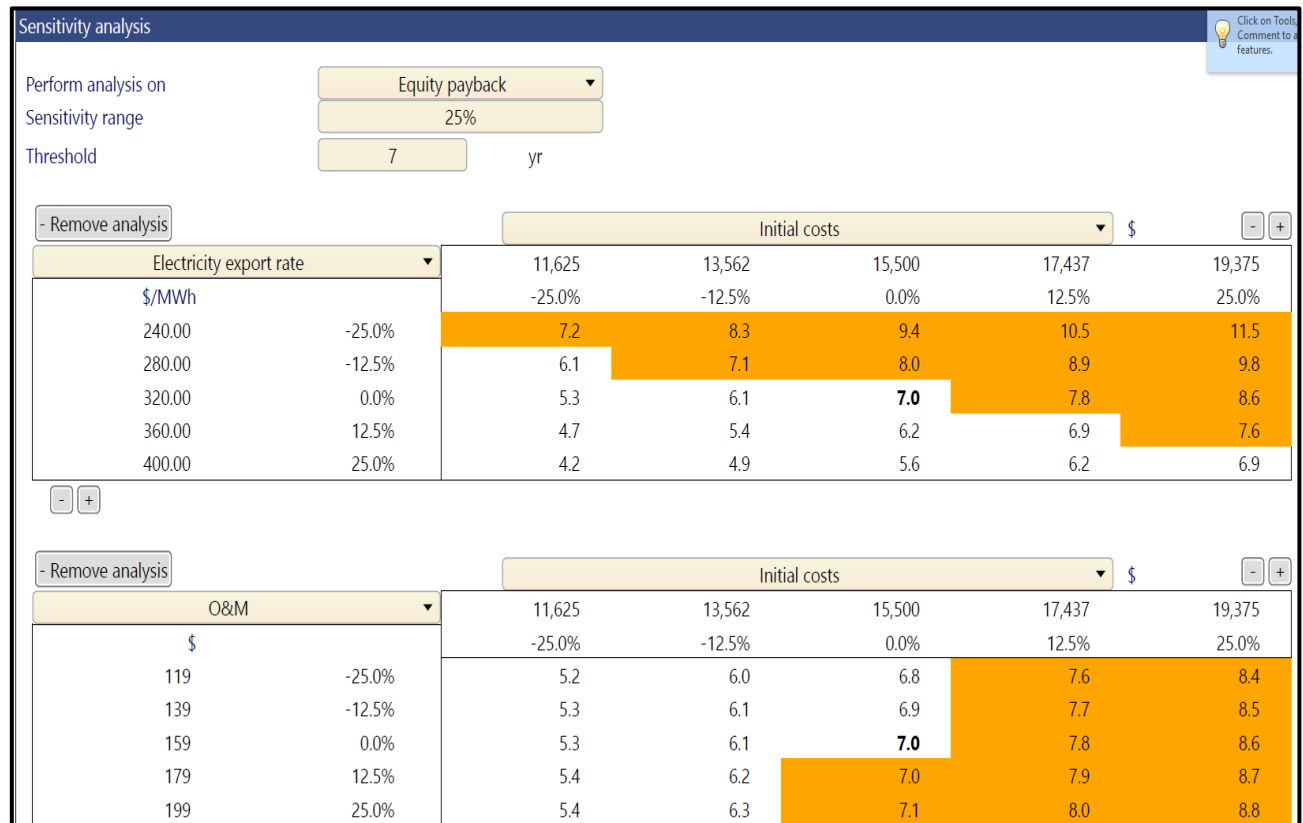 Sensitivity analysis
Click on Tools,
Comment to a
features.
Perform analysis on Equity payback
Sensitivity range 25%
Threshold 7 yr
- Remove analysis Initial costs $ - +
Electricity export rate 11,625 13,562 15,500 17,437 19,375
$/MWh -25.0% -12.5% 0.0% 12.5% 25.0%
240.00 -25.0% 7.2 8.3 9.4 10.5 11.5
280.00 -12.5% 6.1 7.1 8.0 8.9 9.8
320.00 0.0% 5.3 6.1 7.0 7.8 8.6
360.00 12.5% 4.7 5.4 6.2 6.9 7.6
400.00 25.0% 4.2 4.9 5.6 6.2 6.9
- +
- Remove analysis Initial costs $ - +
O&M 11,625 13,562 15,500 17,437 19,375
$ -25.0% -12.5% 0.0% 12.5% 25.0%
119 -25.0% 5.2 6.0 6.8 7.6 8.4
139 -12.5% 5.3 6.1 6.9 7.7 8.5
159 0.0% 5.3 6.1 7.0 7.8 8.6
179 12.5% 5.4 6.2 7.0 7.9 8.7
199 25.0% 5.4 6.3 7.1 8.0 8.8